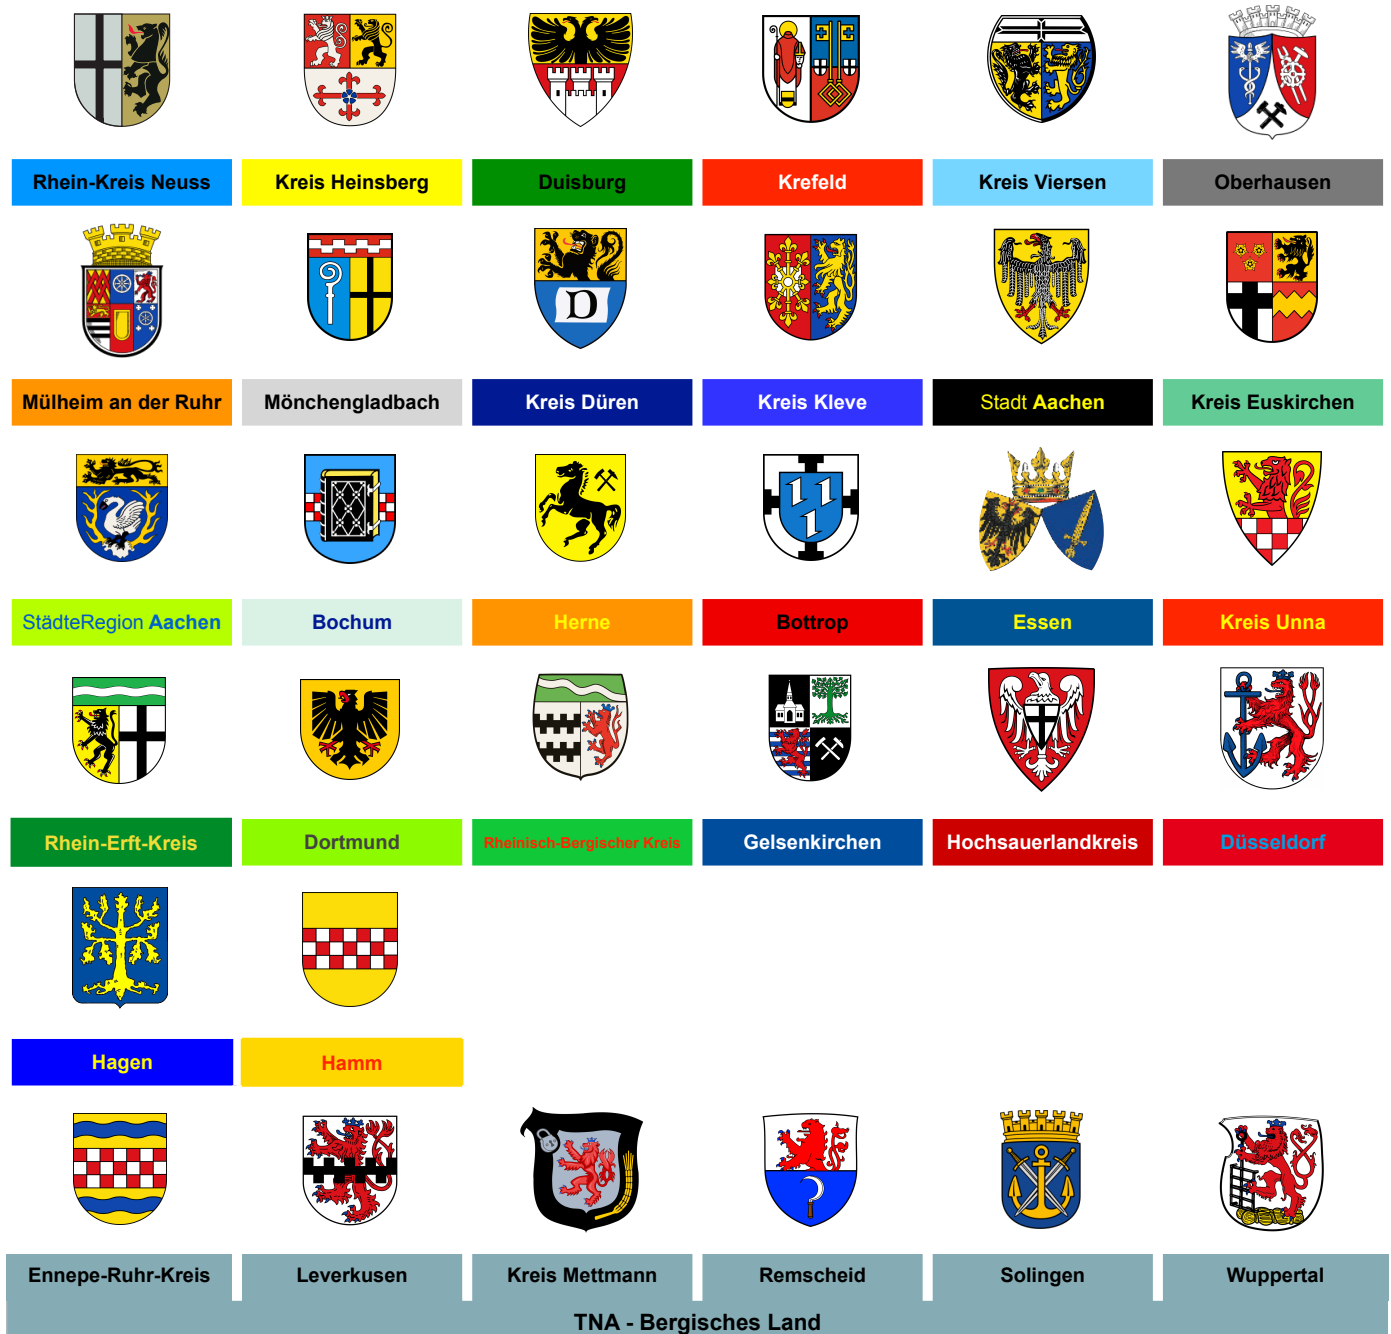 Rhein-Kreis Neuss
Kreis Heinsberg
Duisburg
Krefeld
Kreis Viersen
Oberhausen
D
Mülheim an der Ruhr
Mönchengladbach
Kreis Düren
Kreis Kleve
Stadt Aachen
Kreis Euskirchen
StädteRegion Aachen
Bochum
Herne
Bottrop
Essen
Kreis Unna
Rhein-Erft-Kreis
Dortmund
Rheinisch-Bergischer Kreis
Gelsenkirchen
Hochsauerlandkreis
Düsseldorf
Hagen
Hamm
Ennepe-Ruhr-Kreis
Leverkusen
Kreis Mettmann
Remscheid
Solingen
Wuppertal
TNA - Bergisches Land